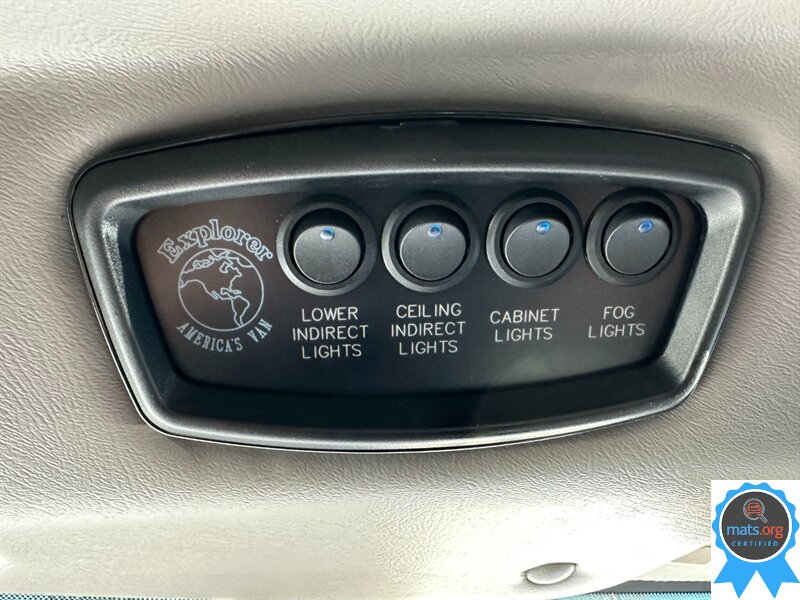 Explorer
AMERICA'S VAN
LOWER
INDIRECT
LIGHTS
CEILING
INDIRECT
LIGHTS
CABINET
LIGHTS
FOG
LIGHTS
mats.org
CERTIFIED